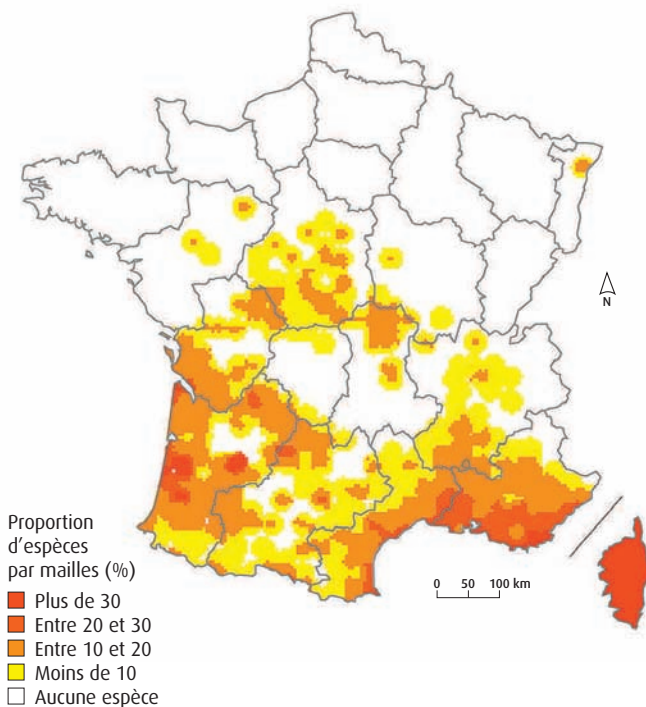 N
0 50 100 km
Proportion
d'espèces
par mailles (%)
Plus de 30
Entre 20 et 30
Entre 10 et 20
Moins de 10
Aucune espèce